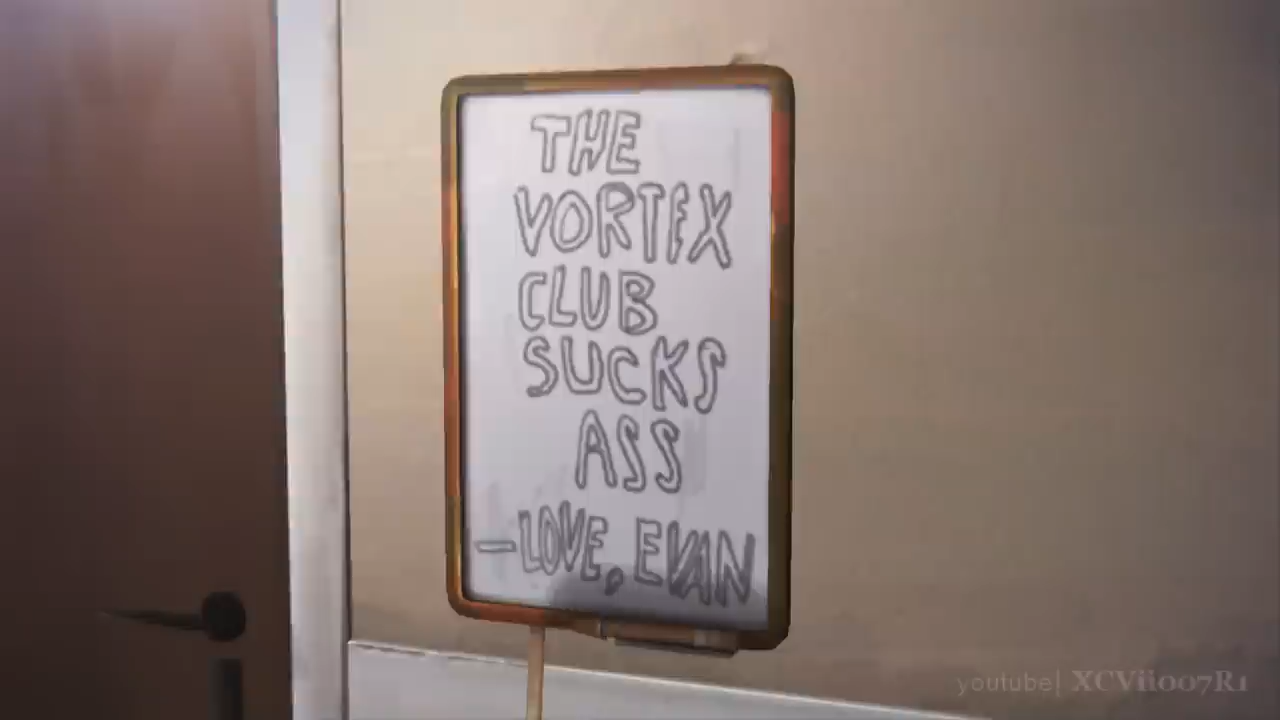 THE
VORTEX
CLUB
SUCKS
ASS
—LOVE, EVAN
youtube| XCVii007R1